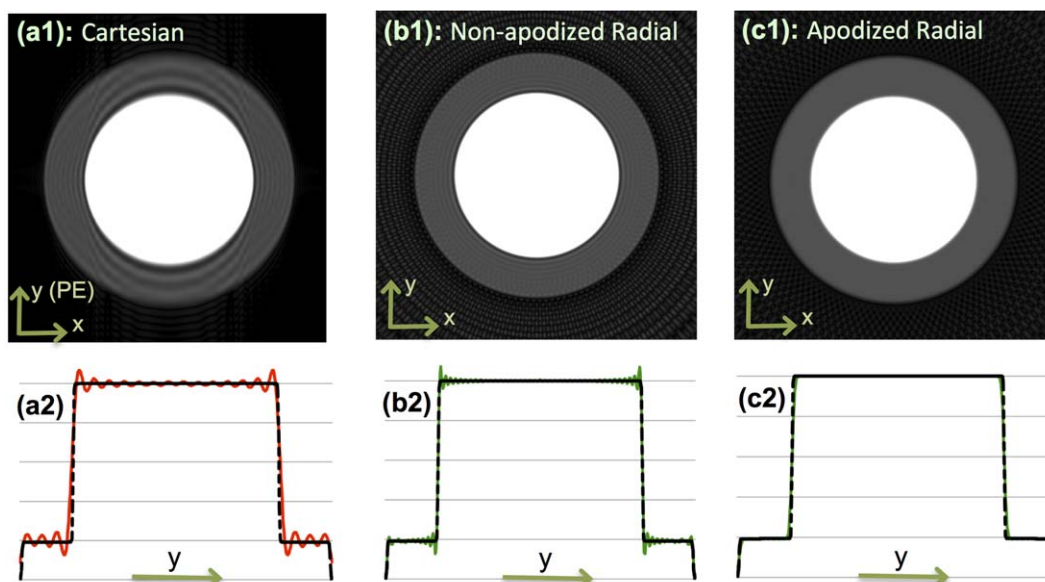 (a1): Cartesian
y (PE)
x
(b1): Non-apodized Radial
y
x
(c1): Apodized Radial
y
x
(a2)
y
(b2)
y
(c2)
y